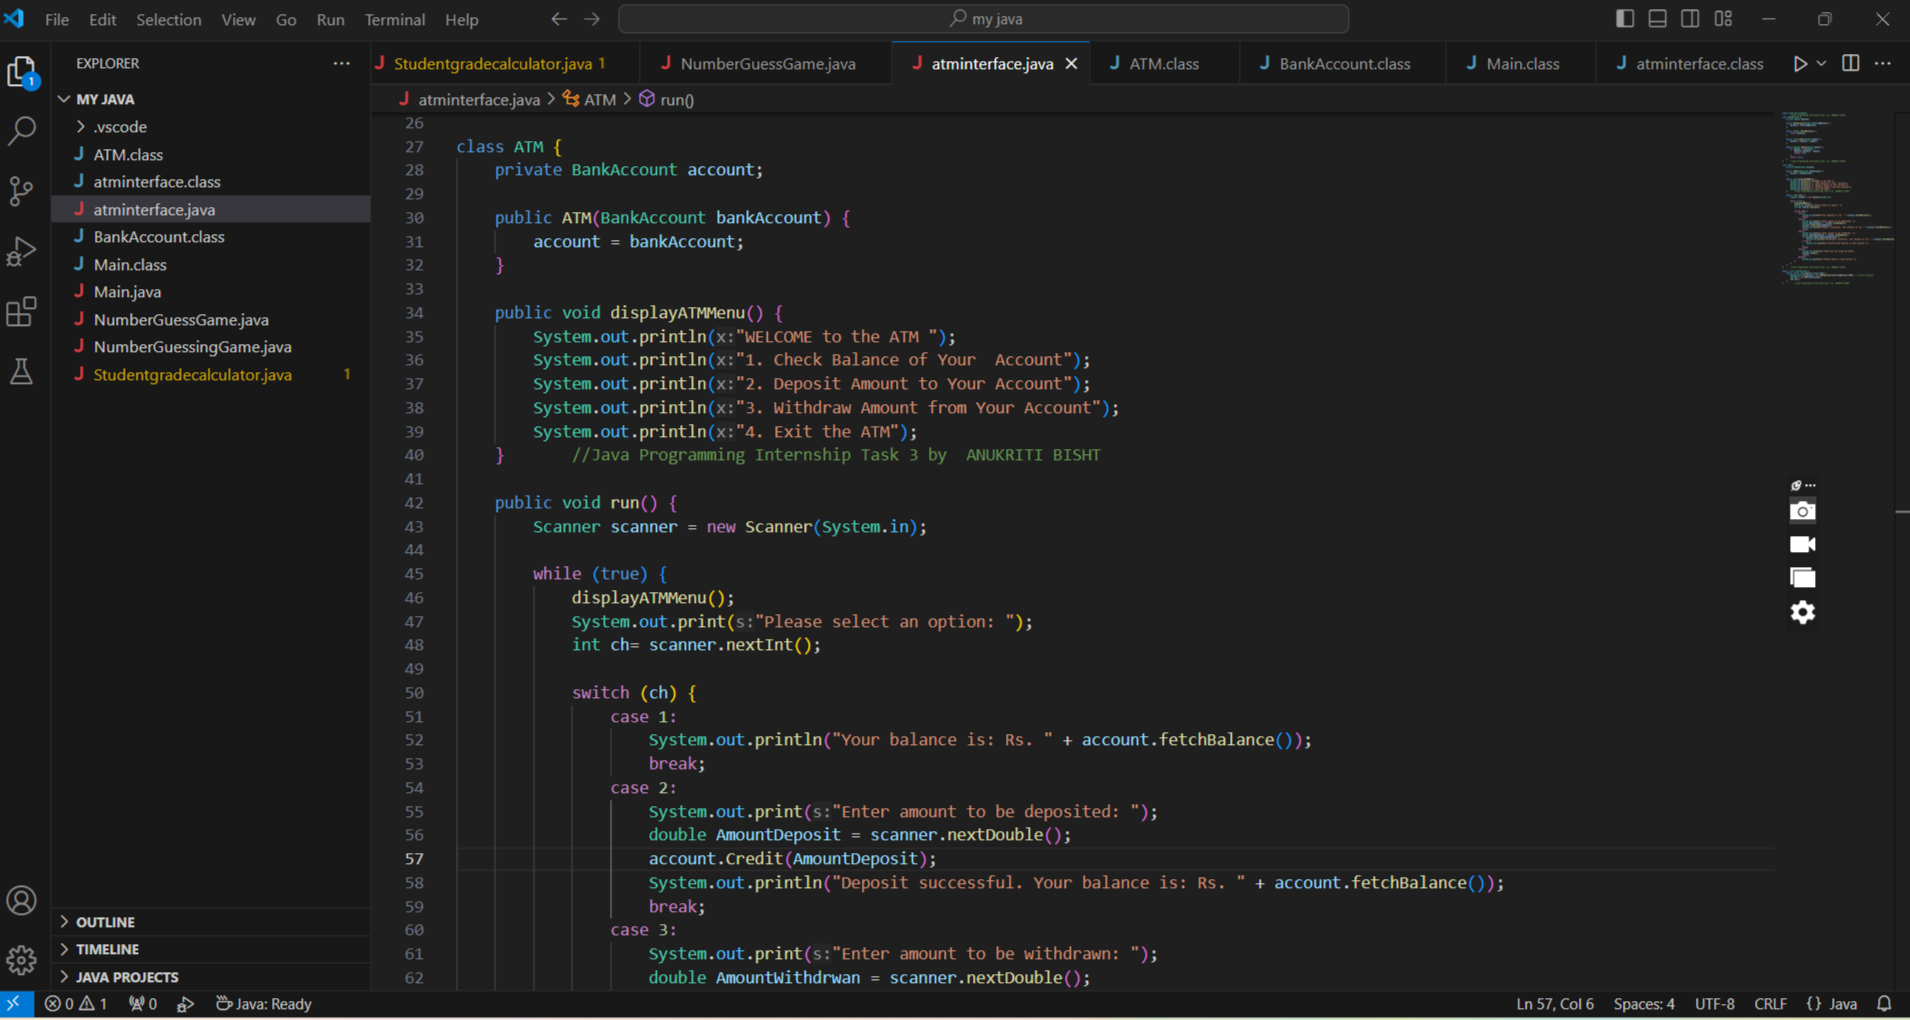 File Edit Selection View Go Run Terminal Help
my java
EXPLORER
Studentgradecalculator.java 1
NumberGuessGame.java
atminterface.java
ATM.class
BankAccount.class
Main.class
atminterface.class
1
MY JAVA
.vscode
ATM.class
atminterface.class
atminterface.java
BankAccount.class
Main.class
Main.java
NumberGuessGame.java
NumberGuessingGame.java
Studentgradecalculator.java 1
OUTLINE
TIMELINE
JAVA PROJECTS
atminterface.java > ATM > run()
26
27 class ATM {
28 private BankAccount account;
29
30 public ATM(BankAccount bankAccount) {
31 account = bankAccount;
32 }
33
34 public void displayATMMenu() {
35 System.out.println(x:"WELCOME to the ATM ");
36 System.out.println(x:"1. Check Balance of Your  Account");
37 System.out.println(x:"2. Deposit Amount to Your Account");
38 System.out.println(x:"3. Withdraw Amount from Your Account");
39 System.out.println(x:"4. Exit the ATM");
40 } //Java Programming Internship Task 3 by  ANUKRITI BISHT
41
42 public void run() {
43 Scanner scanner = new Scanner(System.in);
44
45 while (true) {
46 displayATMMenu();
47 System.out.print(s:"Please select an option: ");
48 int ch= scanner.nextInt();
49
50 switch (ch) {
51 case 1:
52 System.out.println("Your balance is: Rs. " + account.fetchBalance());
53 break;
54 case 2:
55 System.out.print(s:"Enter amount to be deposited: ");
56 double AmountDeposit = scanner.nextDouble();
57 account.Credit(AmountDeposit);
58 System.out.println("Deposit successful. Your balance is: Rs. " + account.fetchBalance());
59 break;
60 case 3:
61 System.out.print(s:"Enter amount to be withdrawn: ");
62 double AmountWithdrwan = scanner.nextDouble();
0 1 0 Java: Ready
Ln 57, Col 6 Spaces: 4 UTF-8 CRLF {} Java